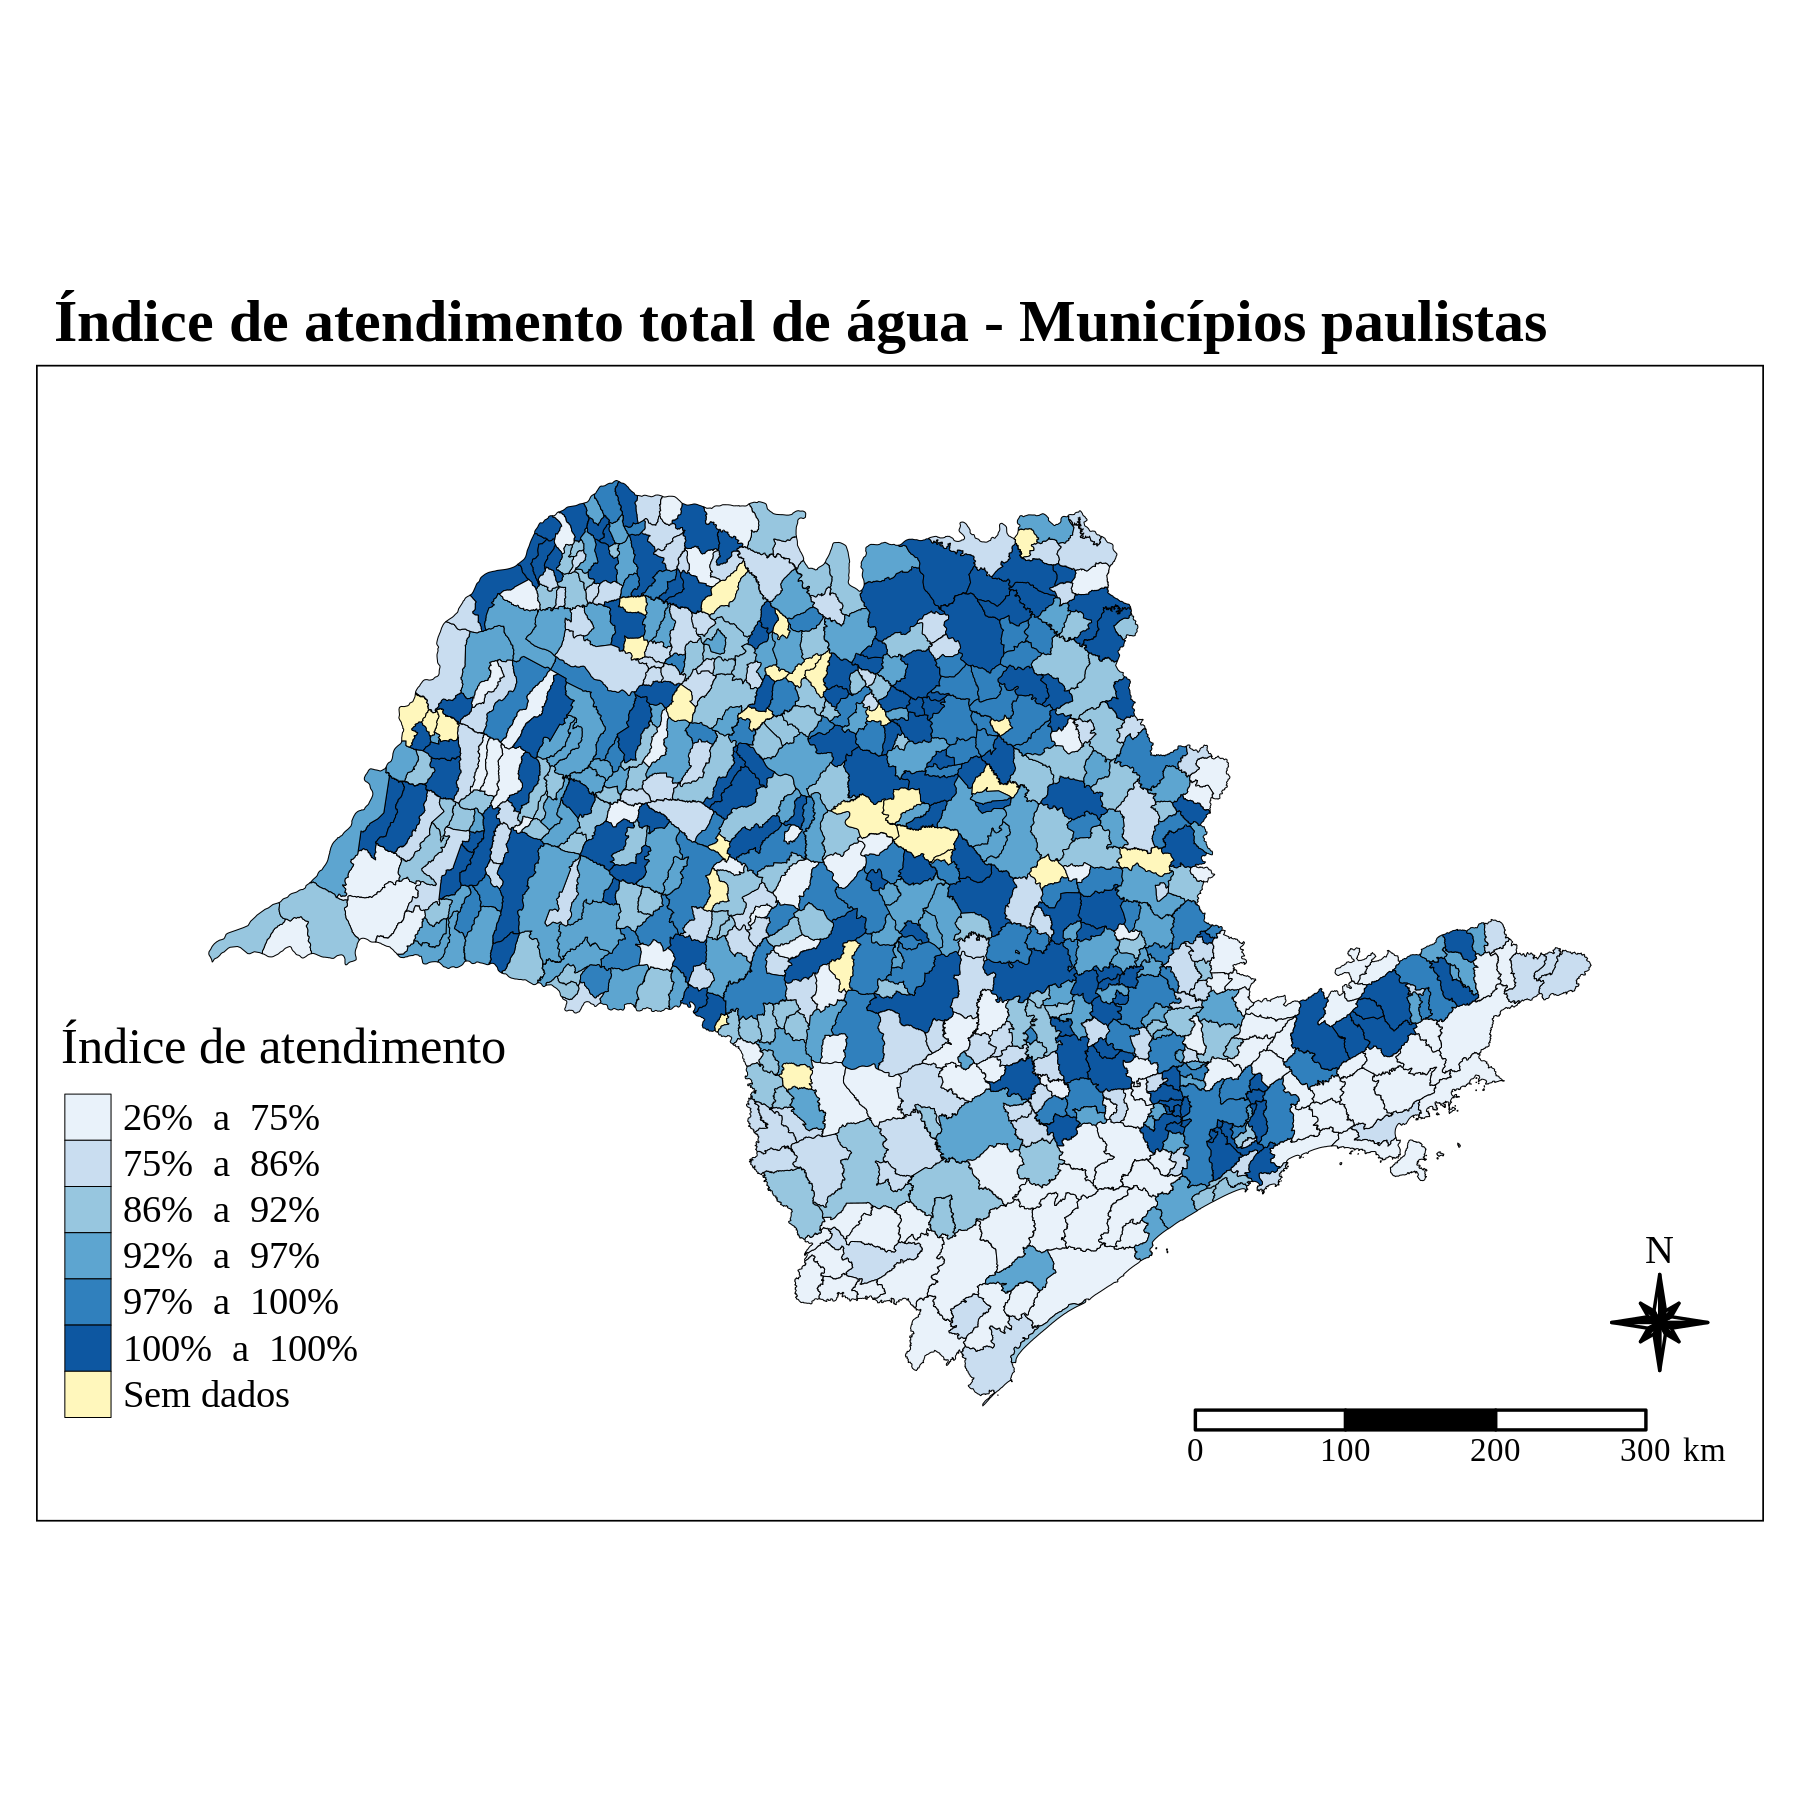 Índice de atendimento total de água - Municípios paulistas
Índice de atendimento
26% a 75%
75% a 86%
86% a 92%
92% a 97%
97% a 100%
100% a 100%
Sem dados
N
0 100 200 300 km